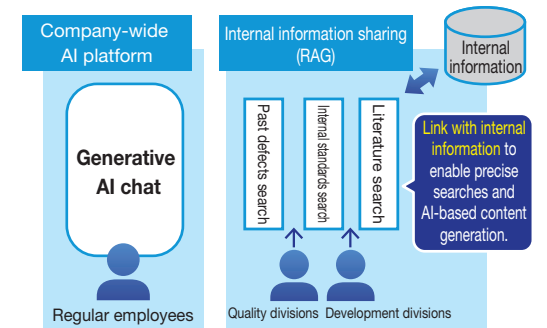 Company-wide
AI platform
Generative
AI chat
Regular employees
Internal information sharing
(RAG)
Internal
information
Past defects search
Internal standards search
Literature search
Link with internal
information to
enable precise
searches and
AI-based content
generation.
Quality divisions
Development divisions